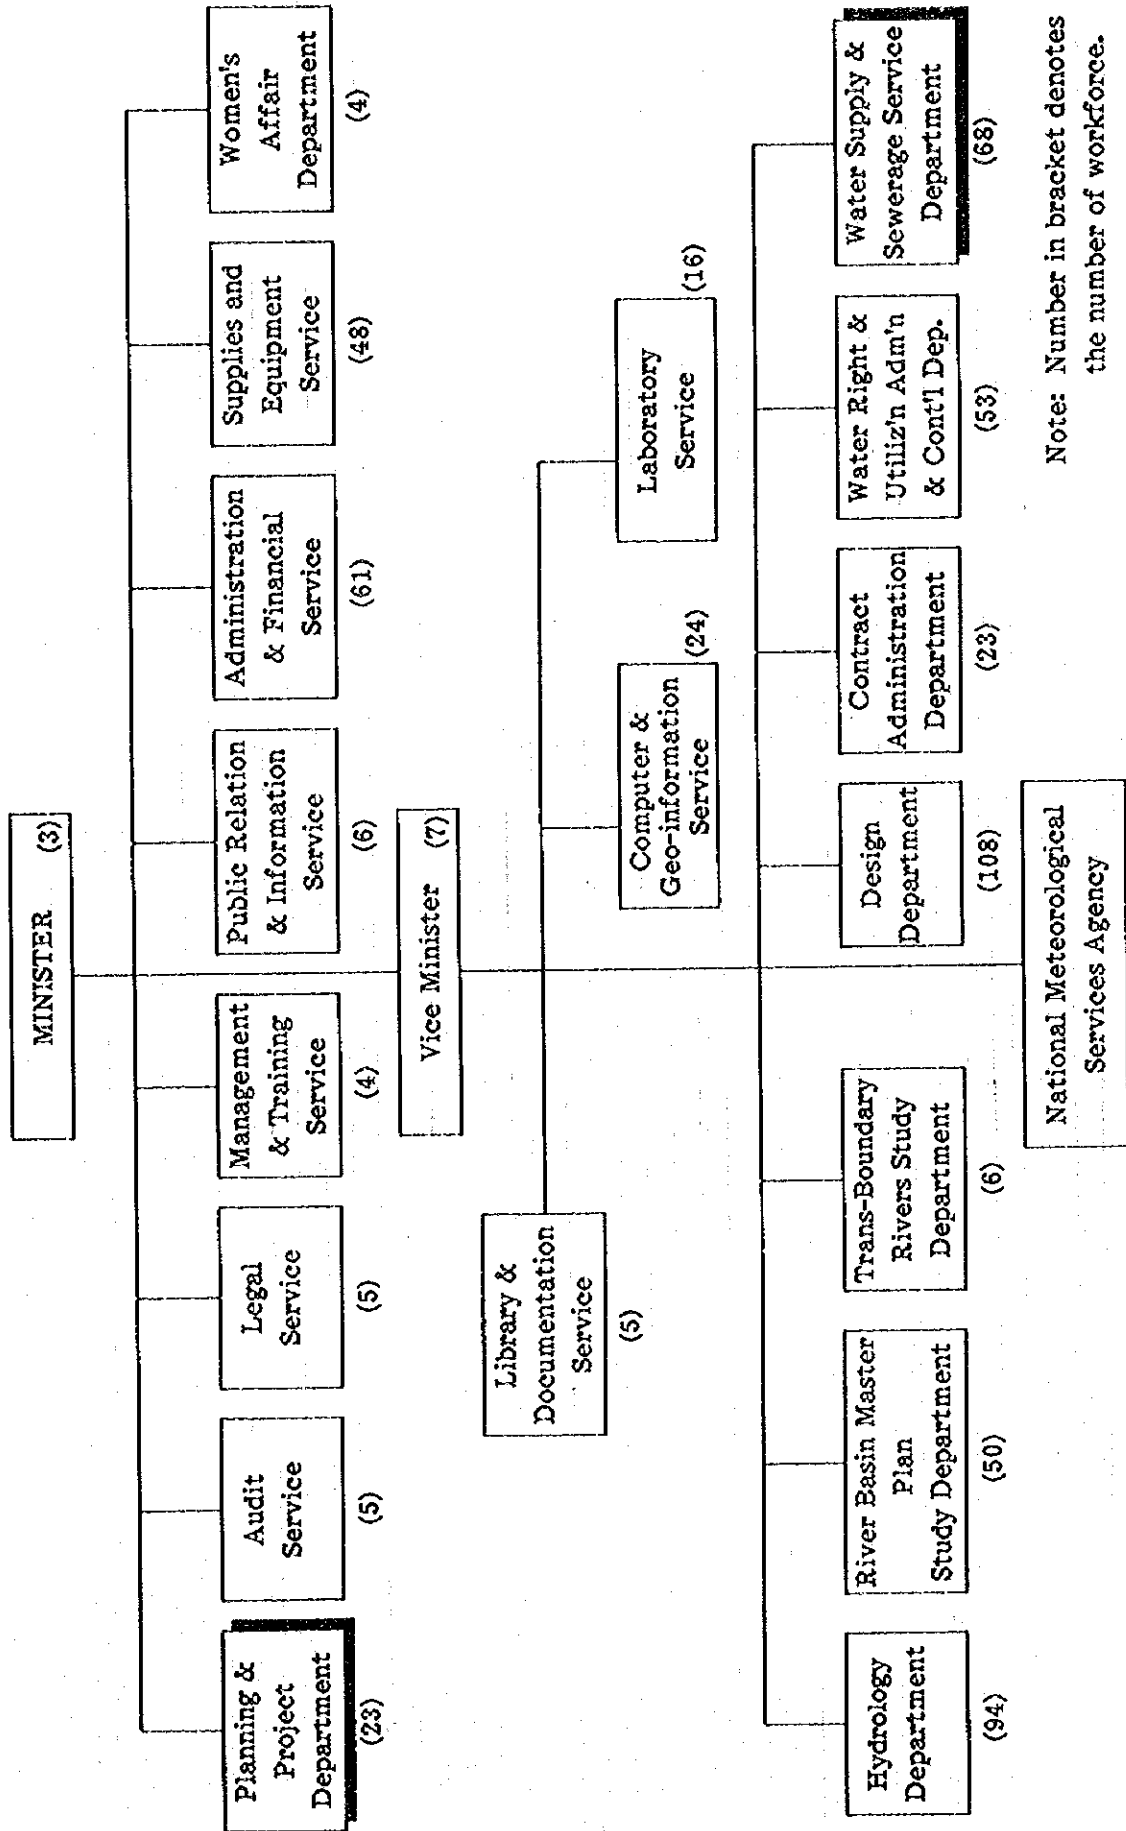 MINISTER (3)
Planning &
Project
Department
(23)
Audit
Service
(5)
Legal
Service
(5)
Management
& Training
Service
(4)
Public Relation
& Information
Service
(6)
Administration
& Financial
Service
(61)
Supplies and
Equipment
Service
(48)
Women's
Affair
Department
(4)
Vice Minister (7)
Library &
Documentation
Service
(5)
Computer &
Geo-information
Service
(24)
Laboratory
Service
(16)
Hydrology
Department
(94)
River Basin Master
Plan
Study Department
(50)
Trans-Boundary
Rivers Study
Department
(6)
Design
Department
(108)
Contract
Administration
Department
(23)
Water Right &
Utiliz'n Adm'n
& Cont'l Dep.
(53)
Water Supply &
Sewerage Service
Department
(68)
National Meteorological
Services Agency
Note: Number in bracket denotes
the number of workforce.